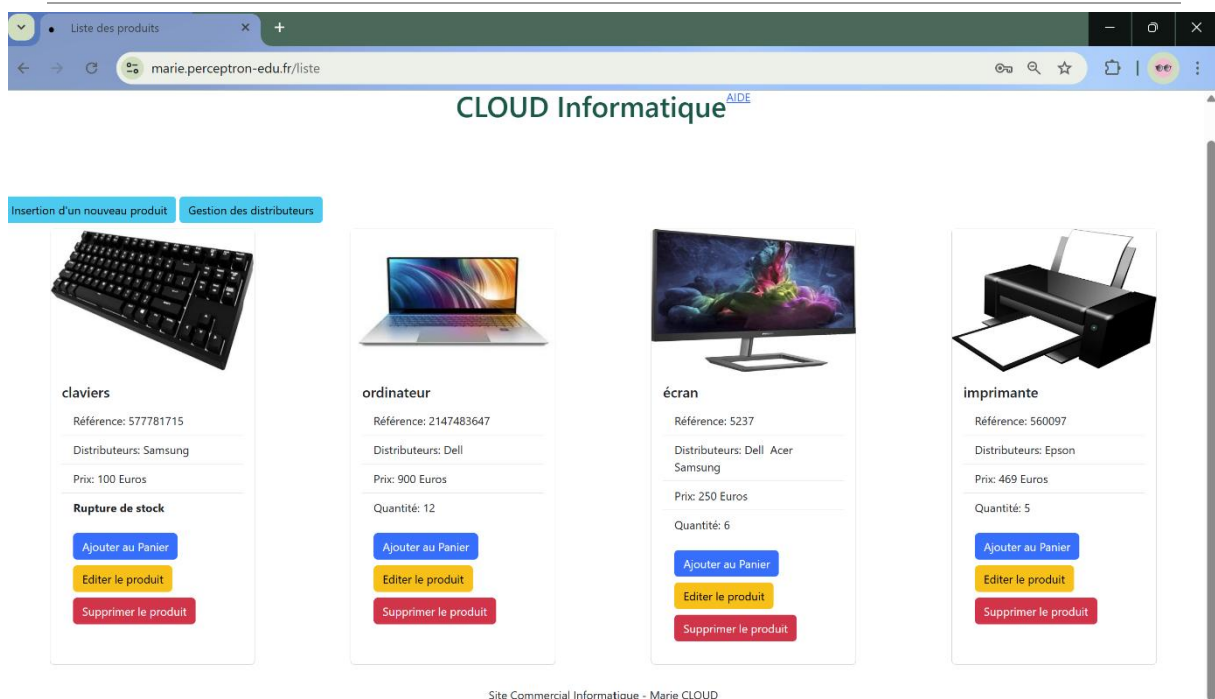 Liste des produits
marie.perceptron-edu.fr/liste
CLOUD Informatique AIDE
Insertion d'un nouveau produit Gestion des distributeurs
claviers
Référence: 577781715
Distributeurs: Samsung
Prix: 100 Euros
Rupture de stock
Ajouter au Panier
Editer le produit
Supprimer le produit
ordinateur
Référence: 2147483647
Distributeurs: Dell
Prix: 900 Euros
Quantité: 12
Ajouter au Panier
Editer le produit
Supprimer le produit
écran
Référence: 5237
Distributeurs: Dell Acer
Samsung
Prix: 250 Euros
Quantité: 6
Ajouter au Panier
Editer le produit
Supprimer le produit
imprimante
Référence: 560097
Distributeurs: Epson
Prix: 469 Euros
Quantité: 5
Ajouter au Panier
Editer le produit
Supprimer le produit
Site Commercial Informatique - Marie CLOUD